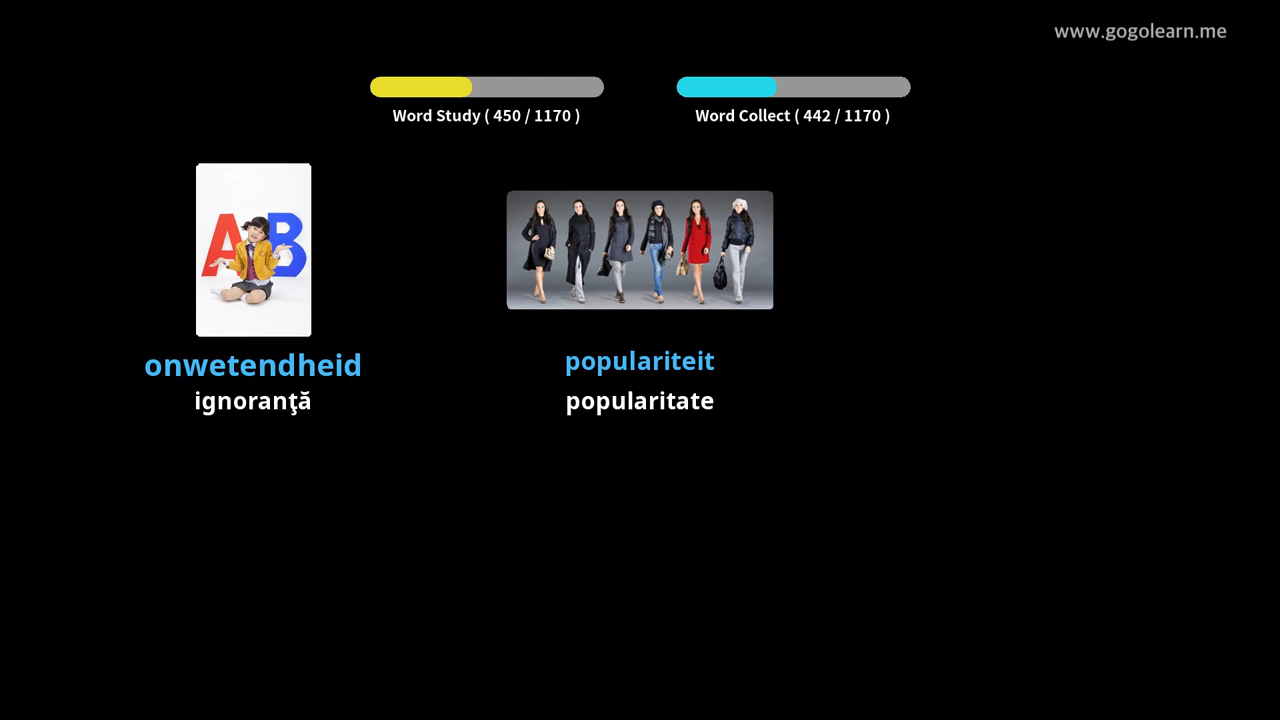 www.gogolearn.me
Word Study ( 450 / 1170 )
Word Collect ( 442 / 1170 )
A B
onwetendheid
ignoranţă
populariteit
popularitate